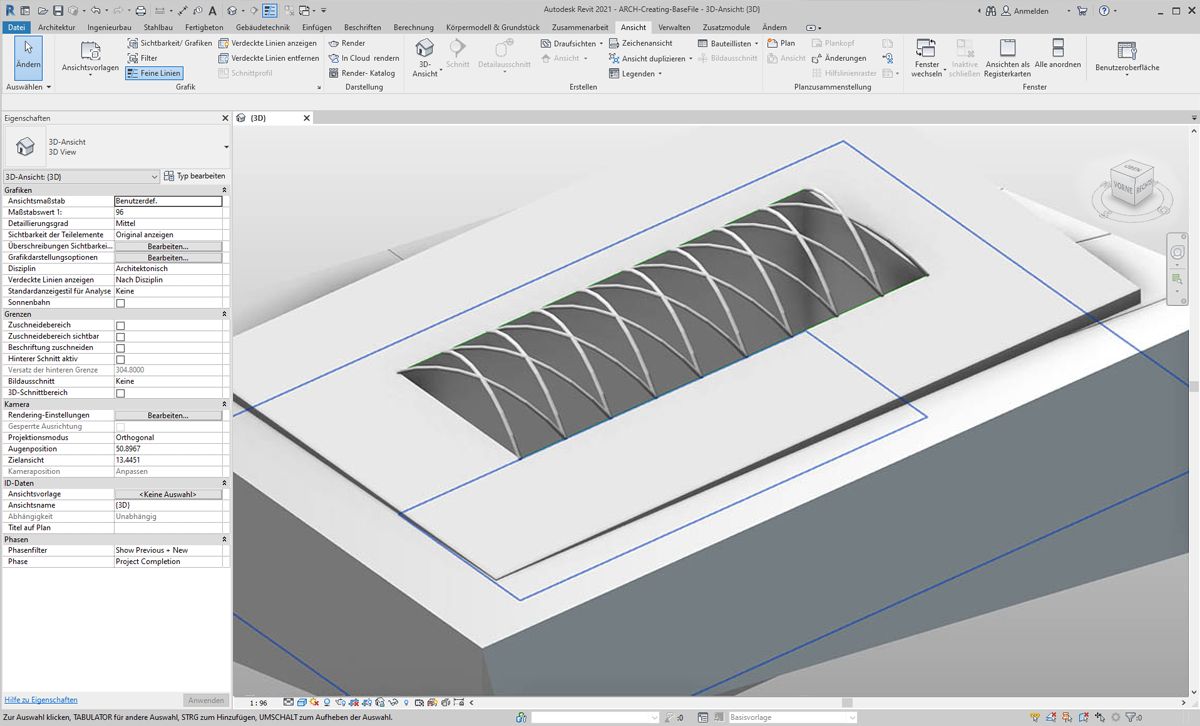 Autodesk Revit 2021 - ARCH-Creating-BaseFile - 3D-Ansicht: {3D}
Anmelden
Datei Architektur Ingenieurbau Stahlbau Fertigbeton Gebäudetechnik Einfügen Beschriften Berechnung Körpermodell & Grundstück Zusammenarbeit Ansicht Verwalten Zusatzmodule Ändern
Ändern
Ansichtsvorlagen
Sichtbarkeit/ Grafiken
Filter
Feine Linien
Verdeckte Linien anzeigen
Verdeckte Linien entfernen
Schnittprofil
Render
In Cloud rendern
Render- Katalog
3D-
Ansicht
Schnitt
Detailausschnitt
Draufsichten
Ansicht
Zeichenansicht
Ansicht duplizieren
Legenden
Bauteillisten
Bildausschnitt
Plan
Ansicht
Plankopf
Änderungen
Hilfslinienraster
Fenster
wechseln
Inaktive
schließen
Ansichten als
Registerkarten
Alle anordnen
Benutzeroberfläche
Auswählen
Grafik
Darstellung
Erstellen
Planzusammenstellung
Fenster
Eigenschaften
{3D}
3D-Ansicht
3D View
3D-Ansicht: {3D}
Typ bearbeiten
Grafiken
Ansichtsmaßstab Benutzerdef.
Maßstabswert 1: 96
Detaillierungsgrad Mittel
Sichtbarkeit der Teilelemente Original anzeigen
Überschreibungen Sichtbarkei... Bearbeiten...
Grafikdarstellungsoptionen Bearbeiten...
Disziplin Architektonisch
Verdeckte Linien anzeigen Nach Disziplin
Standardanzeigestil für Analyse Keine
Sonnenbahn
Grenzen
Zuschneidebereich
Zuschneidebereich sichtbar
Beschriftung zuschneiden
Hinterer Schnitt aktiv
Versatz der hinteren Grenze 304.8000
Bildausschnitt Keine
3D-Schnittbereich
Kamera
Rendering-Einstellungen Bearbeiten...
Gesperrte Ausrichtung
Projektionsmodus Orthogonal
Augenposition 50.8967
Zielansicht 13.4451
Kameraposition Anpassen
ID-Daten
Ansichtsvorlage <Keine Auswahl>
Ansichtsname {3D}
Abhängigkeit Unabhängig
Titel auf Plan
Phasen
Phasenfilter Show Previous + New
Phase Project Completion
OBEN
VORNE
RECHTS
Hilfe zu Eigenschaften
Anwenden
1 : 96
Zur Auswahl klicken, TABULATOR für andere Auswahl, STRG zum Hinzufügen, UMSCHALT zum Aufheben der Auswahl.
:0
Basisvorlage
:0